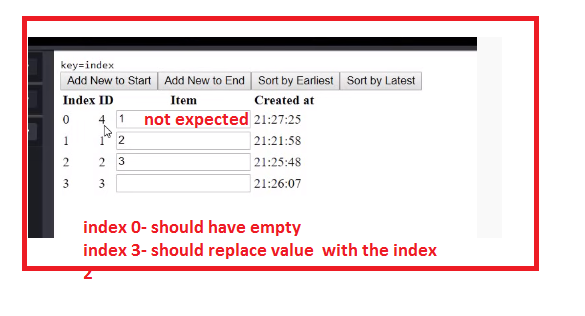 key=index
Add New to Start Add New to End Sort by Earliest Sort by Latest
Index ID Item Created at
0 4 1 not expected 21:27:25
1 1 2 21:21:58
2 2 3 21:25:48
3 3 21:26:07
index 0- should have empty
index 3- should replace value with the index
2